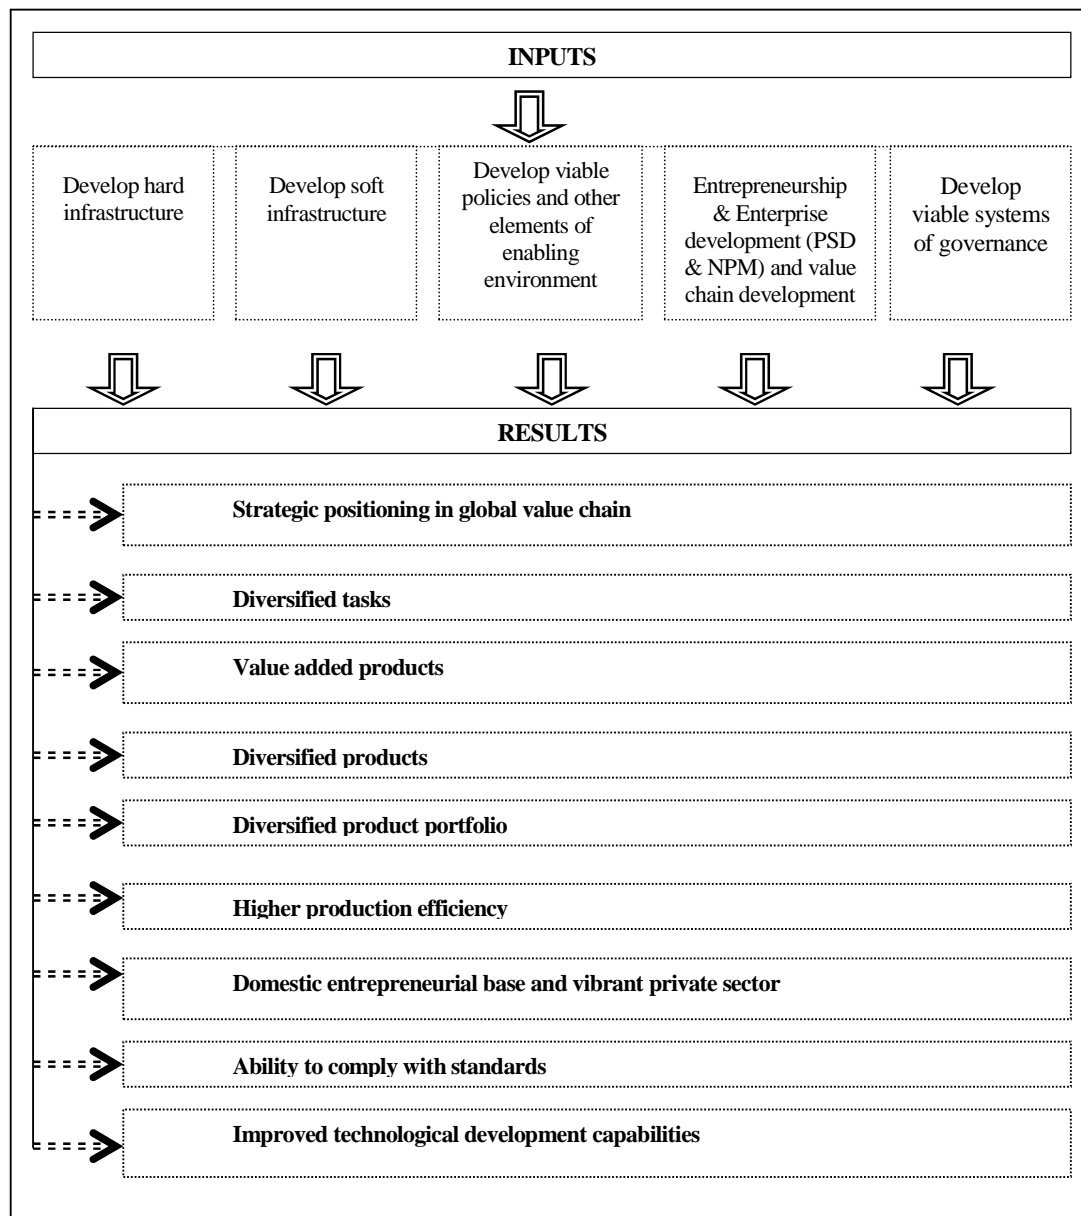 INPUTS
Develop hard
infrastructure
Develop soft
infrastructure
Develop viable
policies and other
elements of
enabling
environment
Entrepreneurship
& Enterprise
development (PSD
& NPM) and value
chain development
Develop
viable systems
of governance
RESULTS
Strategic positioning in global value chain
Diversified tasks
Value added products
Diversified products
Diversified product portfolio
Higher production efficiency
Domestic entrepreneurial base and vibrant private sector
Ability to comply with standards
Improved technological development capabilities